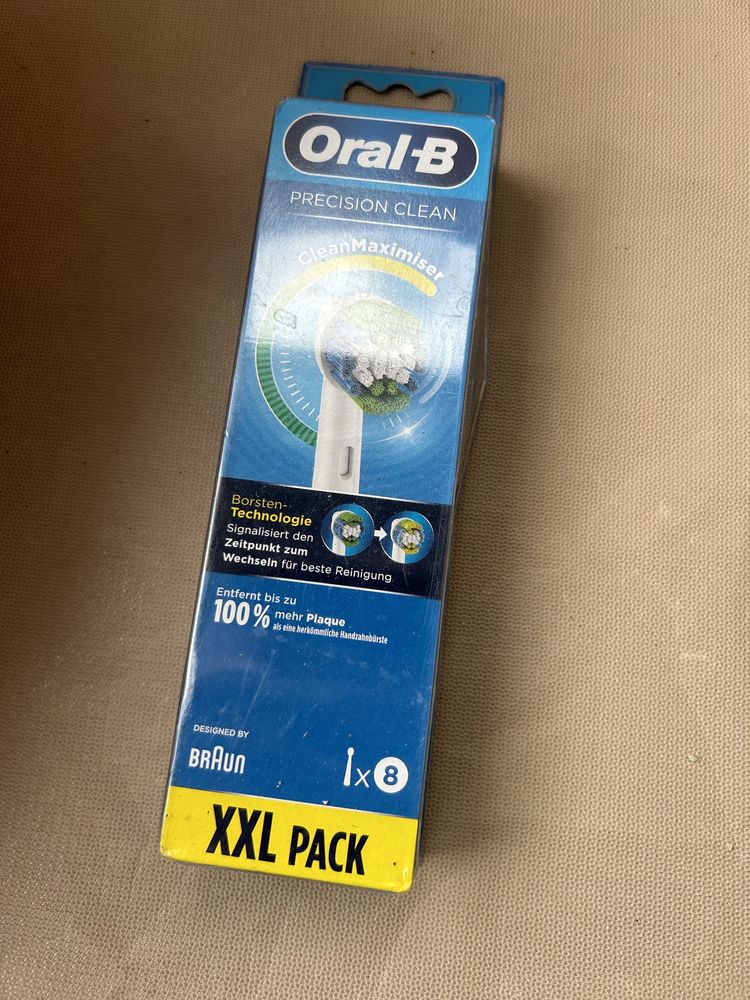 Oral-B
PRECISION CLEAN
CleanMaximiser
Borsten-
Technologie
Signalisiert den
Zeitpunkt zum
Wechseln für beste Reinigung
Entfernt bis zu
100% mehr Plaque
als eine herkömmliche Handzahnbürste
DESIGNED BY
BRAUN
x 8
XXL PACK